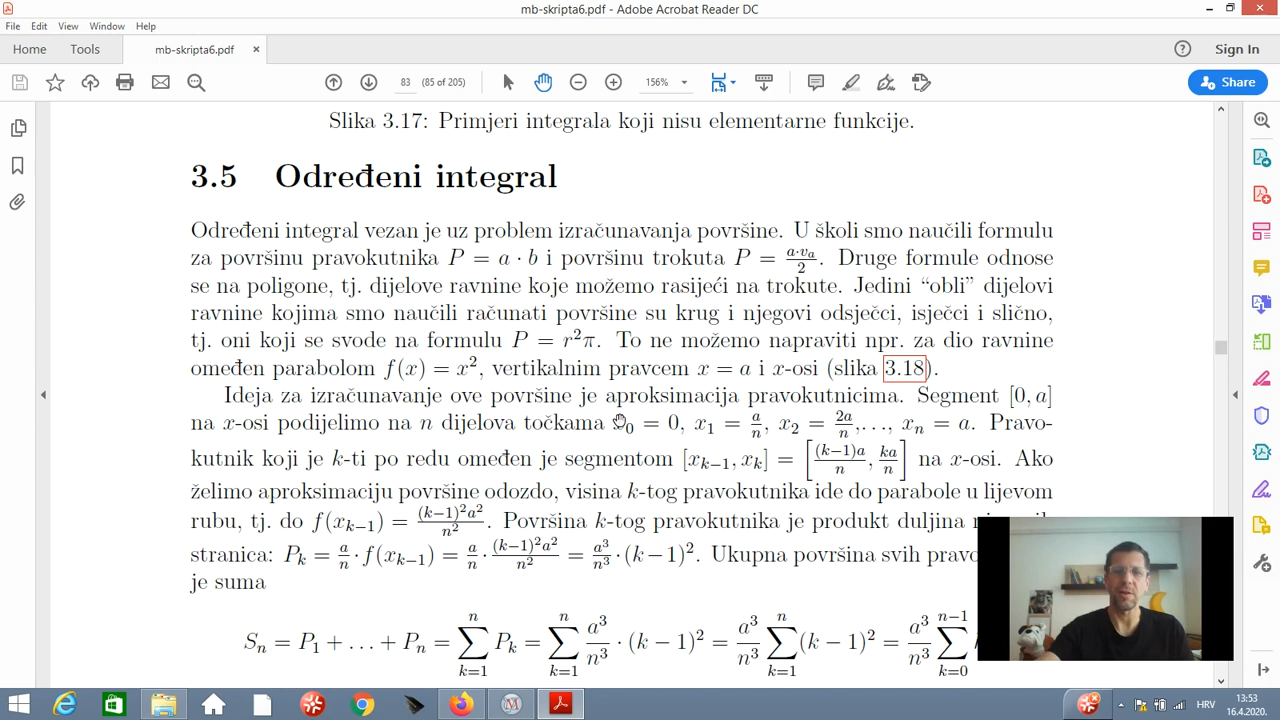 mb-skripta6.pdf - Adobe Acrobat Reader DC
File Edit View Window Help
Home Tools mb-skripta6.pdf × Sign In
83 (85 of 205) 156% Share
Slika 3.17: Primjeri integrala koji nisu elementarne funkcije.
3.5 Određeni integral
Određeni integral vezan je uz problem izračunavanja površine. U školi smo naučili formulu
za površinu pravokutnika P = a · b i površinu trokuta P = a·vₐ/2. Druge formule odnose
se na poligone, tj. dijelove ravnine koje možemo rasijeći na trokute. Jedini “obli” dijelovi
ravnine kojima smo naučili računati površine su krug i njegovi odsječci, isječci i slično,
tj. oni koji se svode na formulu P = r²π. To ne možemo napraviti npr. za dio ravnine
omeđen parabolom f(x) = x², vertikalnim pravcem x = a i x-osi (slika 3.18).
Ideja za izračunavanje ove površine je aproksimacija pravokutnicima. Segment [0, a]
na x-osi podijelimo na n dijelova točkama x₀ = 0, x₁ = a/n, x₂ = 2a/n, ..., xₙ = a. Pravo-
kutnik koji je k-ti po redu omeđen je segmentom [xₖ₋₁, xₖ] = [(k−1)a/n, ka/n] na x-osi. Ako
želimo aproksimaciju površine odozdo, visina k-tog pravokutnika ide do parabole u lijevom
rubu, tj. do f(xₖ₋₁) = (k−1)²a²/n². Površina k-tog pravokutnika je produkt duljina
stranica: Pₖ = a/n · f(xₖ₋₁) = a/n · (k−1)²a²/n² = a³/n³ · (k−1)². Ukupna površina svih
je suma
Sₙ = P₁ + ... + Pₙ = ∑ₖ₌₁ⁿ Pₖ = ∑ₖ₌₁ⁿ a³/n³ · (k − 1)² = a³/n³ ∑ₖ₌₁ⁿ (k − 1)² = a³/n³ ∑ₖ₌₀ⁿ⁻¹
HRV 13:53
16.4.2020.